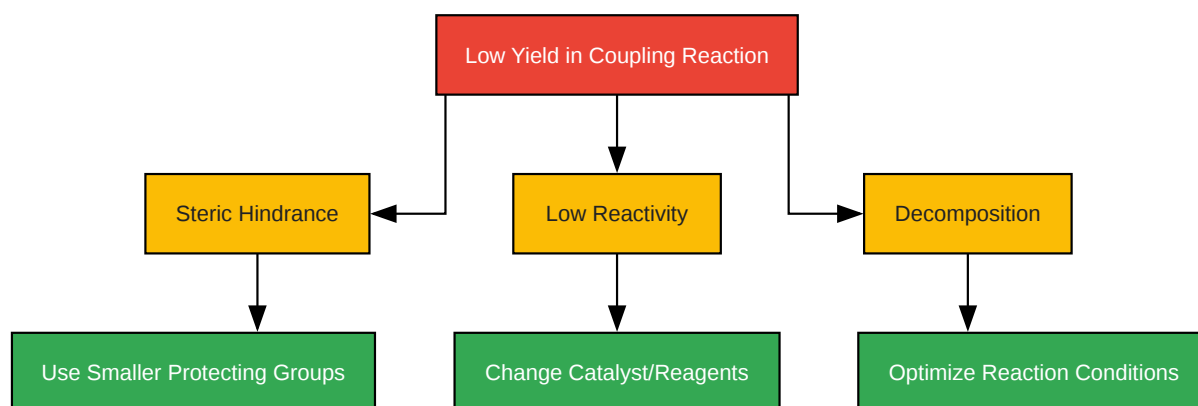 Low Yield in Coupling Reaction
Steric Hindrance
Low Reactivity
Decomposition
Use Smaller Protecting Groups
Change Catalyst/Reagents
Optimize Reaction Conditions